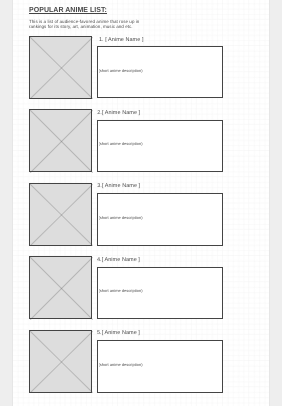 POPULAR ANIME LIST:
This is a list of audience-favored anime that rose up in
rankings for its story, art, animation, music and etc.
1. [ Anime Name ]
(short anime description)
2.[ Anime Name ]
(short anime description)
3.[ Anime Name ]
(short anime description)
4.[ Anime Name ]
(short anime description)
5.[ Anime Name ]
(short anime description)